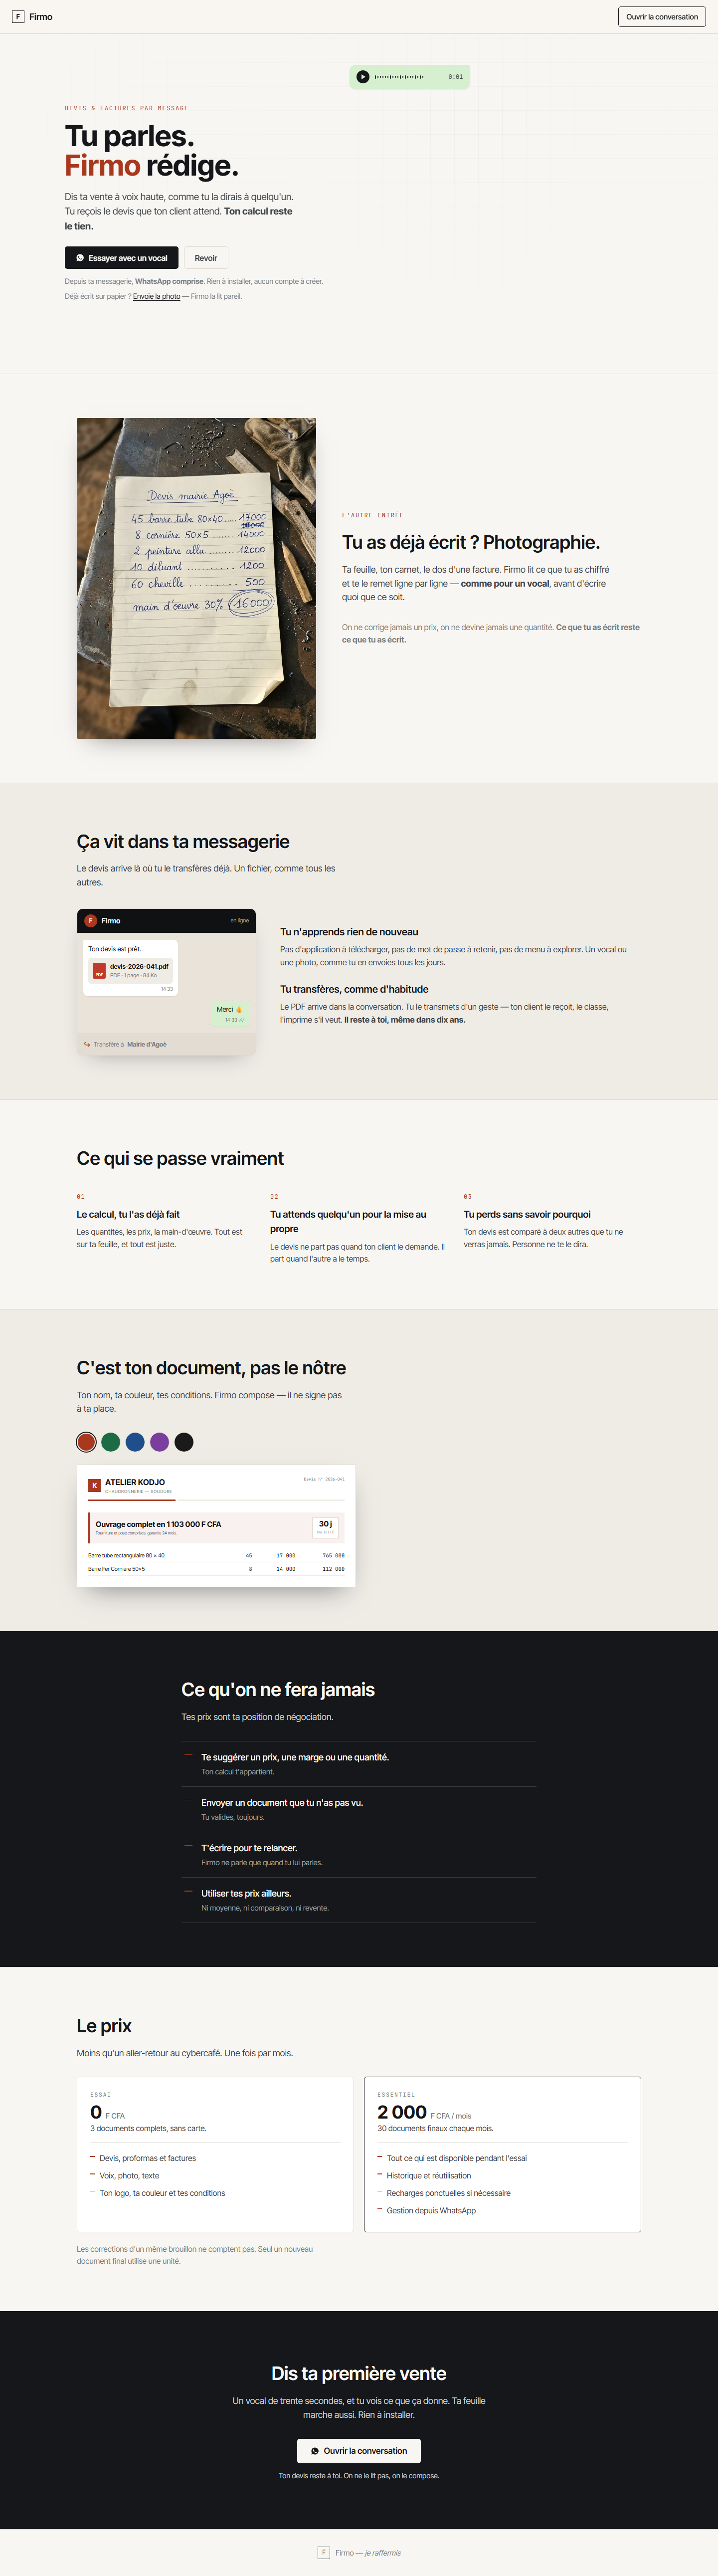 F Firmo
Ouvrir la conversation
0:01
DEVIS & FACTURES PAR MESSAGE
Tu parles.
Firmo rédige.
Dis ta vente à voix haute, comme tu la dirais à quelqu'un.
Tu reçois le devis que ton client attend. Ton calcul reste
le tien.
Essayer avec un vocal
Revoir
Depuis ta messagerie, WhatsApp comprise. Rien à installer, aucun compte à créer.
Déjà écrit sur papier ? Envoie la photo — Firmo la lit pareil.
Devis mairie Agoè
45 barre tube 80x40 ..... 17000
8 cornière 50x5 ....... 14000
2 peinture allu .......... 12000
10 diluant ............... 1200
60 cheville ............. 500
main d'oeuvre 30% 16000
L'AUTRE ENTRÉE
Tu as déjà écrit ? Photographie.
Ta feuille, ton carnet, le dos d'une facture. Firmo lit ce que tu as chiffré
et te le remet ligne par ligne — comme pour un vocal, avant d'écrire
quoi que ce soit.
On ne corrige jamais un prix, on ne devine jamais une quantité. Ce que tu as écrit reste
ce que tu as écrit.
Ça vit dans ta messagerie
Le devis arrive là où tu le transfères déjà. Un fichier, comme tous les
autres.
F Firmo
en ligne
Ton devis est prêt.
PDF
devis-2026-041.pdf
PDF · 1 page · 84 Ko
14:33
Merci 👍
14:33 ✓✓
Transféré à Mairie d'Agoè
Tu n'apprends rien de nouveau
Pas d'application à télécharger, pas de mot de passe à retenir, pas de menu à explorer. Un vocal ou
une photo, comme tu en envoies tous les jours.
Tu transfères, comme d'habitude
Le PDF arrive dans la conversation. Tu le transmets d'un geste — ton client le reçoit, le classe,
l'imprime s'il veut. Il reste à toi, même dans dix ans.
Ce qui se passe vraiment
01
Le calcul, tu l'as déjà fait
Les quantités, les prix, la main-d'œuvre. Tout est
sur ta feuille, et tout est juste.
02
Tu attends quelqu'un pour la mise au
propre
Le devis ne part pas quand ton client le demande. Il
part quand l'autre a le temps.
03
Tu perds sans savoir pourquoi
Ton devis est comparé à deux autres que tu ne
verras jamais. Personne ne te le dira.
C'est ton document, pas le nôtre
Ton nom, ta couleur, tes conditions. Firmo compose — il ne signe pas
à ta place.
K ATELIER KODJO
CHAUDRONNERIE — SOUDURE
Devis n° 2026-041
Ouvrage complet en 1 103 000 F CFA
Fourniture et pose comprises, garantie 24 mois.
30 j
Barre tube rectangulaire 80 × 40 45 17 000 765 000
Barre Fer Corniere 50×5 8 14 000 112 000
Ce qu'on ne fera jamais
Tes prix sont ta position de négociation.
Te suggérer un prix, une marge ou une quantité.
Ton calcul t'appartient.
Envoyer un document que tu n'as pas vu.
Tu valides, toujours.
T'écrire pour te relancer.
Firmo ne parle que quand tu lui parles.
Utiliser tes prix ailleurs.
Ni moyenne, ni comparaison, ni revente.
Le prix
Moins qu'un aller-retour au cybercafé. Une fois par mois.
ESSAI
0 F CFA
3 documents complets, sans carte.
Devis, proformas et factures
Voix, photo, texte
Ton logo, ta couleur et tes conditions
ESSENTIEL
2 000 F CFA / mois
30 documents finaux chaque mois.
Tout ce qui est disponible pendant l'essai
Historique et réutilisation
Recharges ponctuelles si nécessaire
Gestion depuis WhatsApp
Les corrections d'un même brouillon ne comptent pas. Seul un nouveau
document final utilise une unité.
Dis ta première vente
Un vocal de trente secondes, et tu vois ce que ça donne. Ta feuille
marche aussi. Rien à installer.
Ouvrir la conversation
Ton devis reste à toi. On ne le lit pas, on le compose.
F Firmo — je raffermis